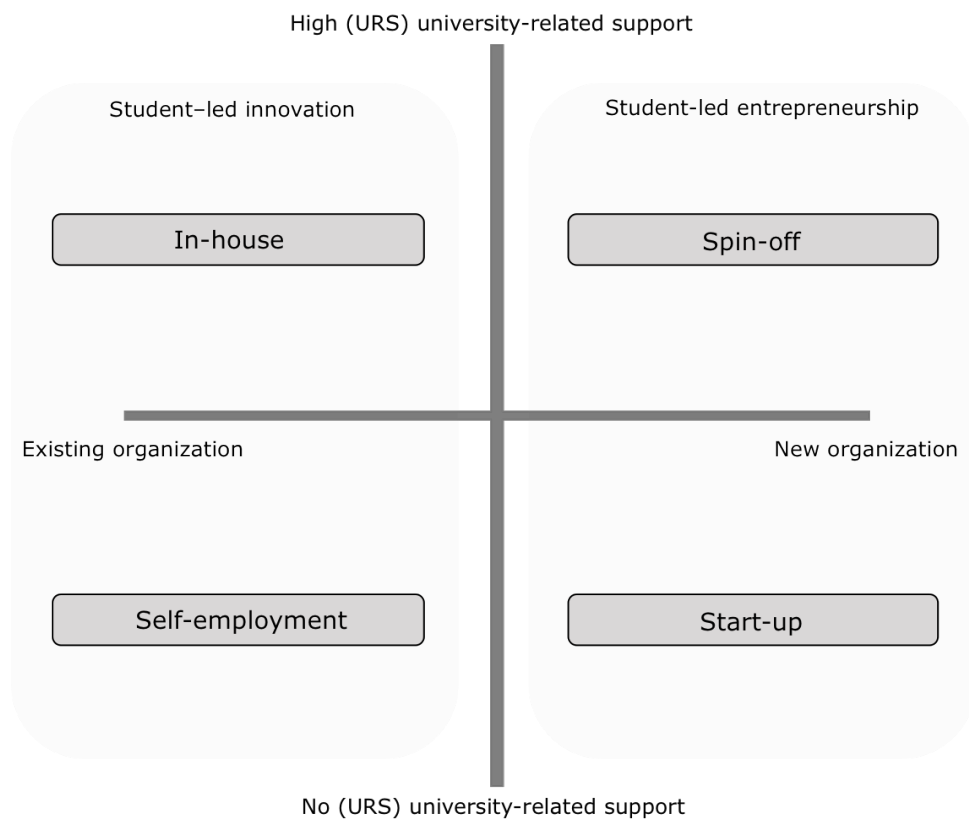 High (URS) university-related support
Student–led innovation
Student-led entrepreneurship
In-house
Spin-off
Existing organization
New organization
Self-employment
Start-up
No (URS) university-related support